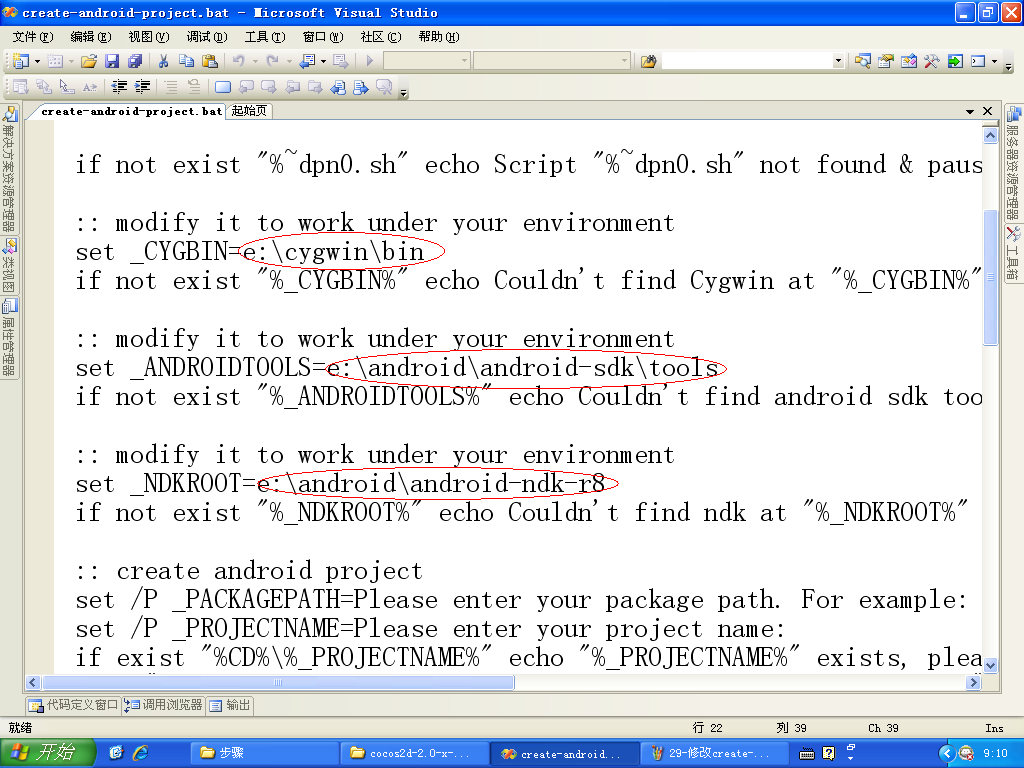 create-android-project.bat - Microsoft Visual Studio
文件(F) 编辑(E) 视图(V) 调试(D) 工具(T) 窗口(W) 社区(C) 帮助(H)
create-android-project.bat 起始页
解决方案资源管理器
类视图
属性管理器
if not exist "%~dpn0.sh" echo Script "%~dpn0.sh" not found & paus
:: modify it to work under your environment
set _CYGBIN=e:\cygwin\bin
if not exist "%_CYGBIN%" echo Couldn't find Cygwin at "%_CYGBIN%"
:: modify it to work under your environment
set _ANDROIDTOOLS=e:\android\android-sdk\tools
if not exist "%_ANDROIDTOOLS%" echo Couldn't find android sdk too
:: modify it to work under your environment
set _NDKROOT=e:\android\android-ndk-r8
if not exist "%_NDKROOT%" echo Couldn't find ndk at "%_NDKROOT%"
:: create android project
set /P _PACKAGEPATH=Please enter your package path. For example:
set /P _PROJECTNAME=Please enter your project name:
if exist "%CD%\%_PROJECTNAME%" echo "%_PROJECTNAME%" exists, plea
服务器资源管理器
工具箱
代码定义窗口 调用浏览器 输出
就绪 行 22 列 39 Ch 39 Ins
开始 步骤 cocos2d-2.0-x-... create-android... 29-修改create-... 9:10